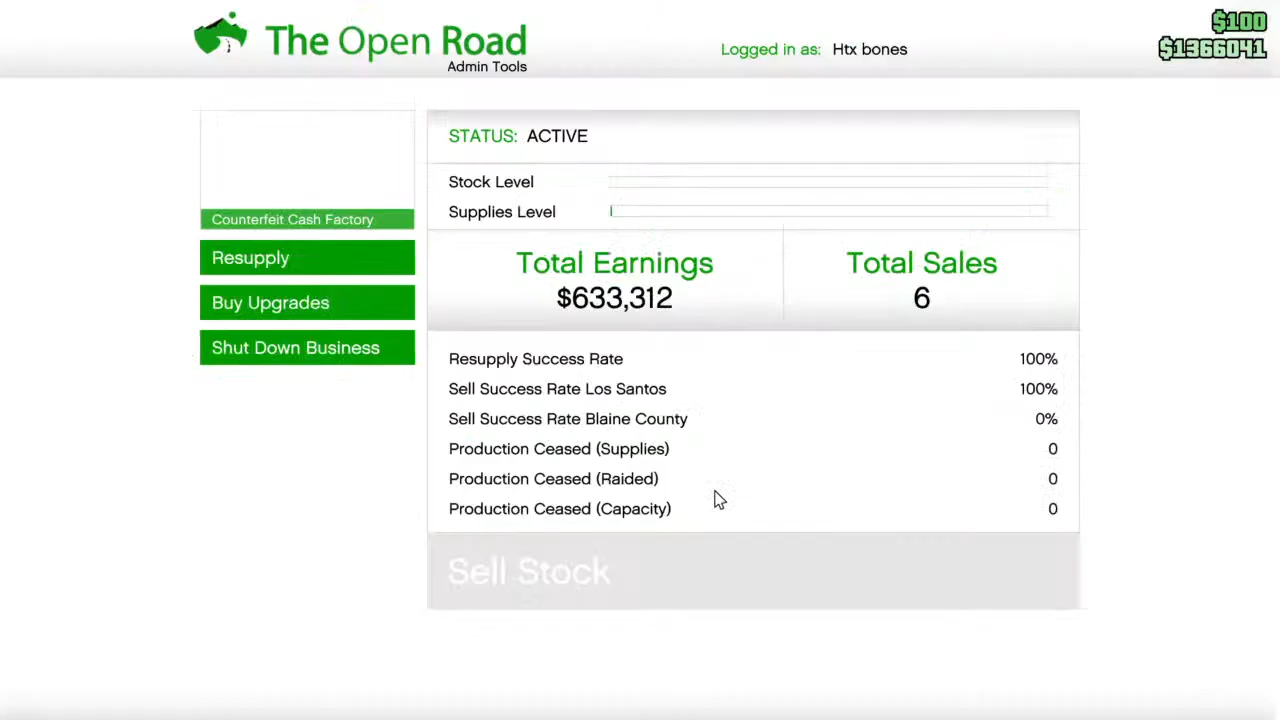 The Open Road
Admin Tools
Logged in as: Htx bones
$100
$1366041
Counterfeit Cash Factory
Resupply
Buy Upgrades
Shut Down Business
STATUS: ACTIVE
Stock Level
Supplies Level
Total Earnings
$633,312
Total Sales
6
Resupply Success Rate 100%
Sell Success Rate Los Santos 100%
Sell Success Rate Blaine County 0%
Production Ceased (Supplies) 0
Production Ceased (Raided) 0
Production Ceased (Capacity) 0
Sell Stock